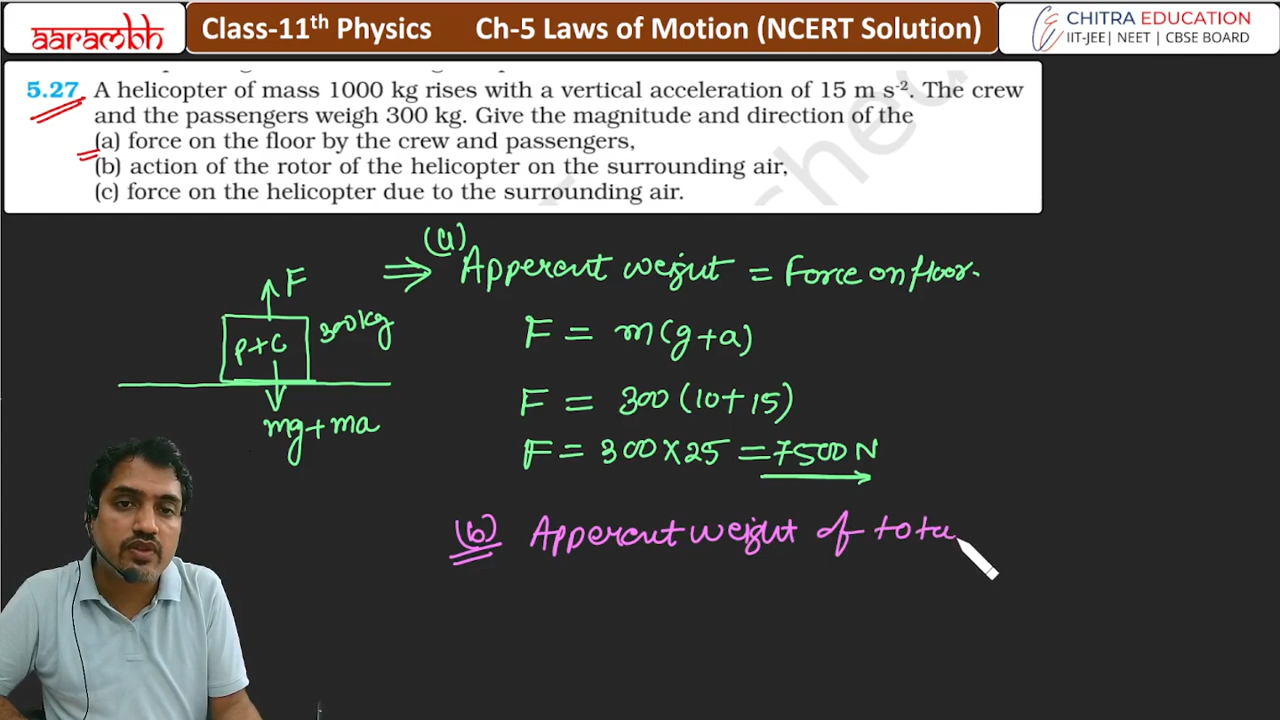 aarambh
Class-11th Physics Ch-5 Laws of Motion (NCERT Solution)
CHITRA EDUCATION
IIT-JEE| NEET | CBSE BOARD
5.27 A helicopter of mass 1000 kg rises with a vertical acceleration of 15 m s-2. The crew
and the passengers weigh 300 kg. Give the magnitude and direction of the
(a) force on the floor by the crew and passengers,
(b) action of the rotor of the helicopter on the surrounding air,
(c) force on the helicopter due to the surrounding air.
F
P+C
300kg
mg+ma
(a)
⇒ Apperent weight = Force on floor.
F = m(g+a)
F = 300 (10+15)
F = 300×25 = 7500 N
(b) Apperent weight of tota